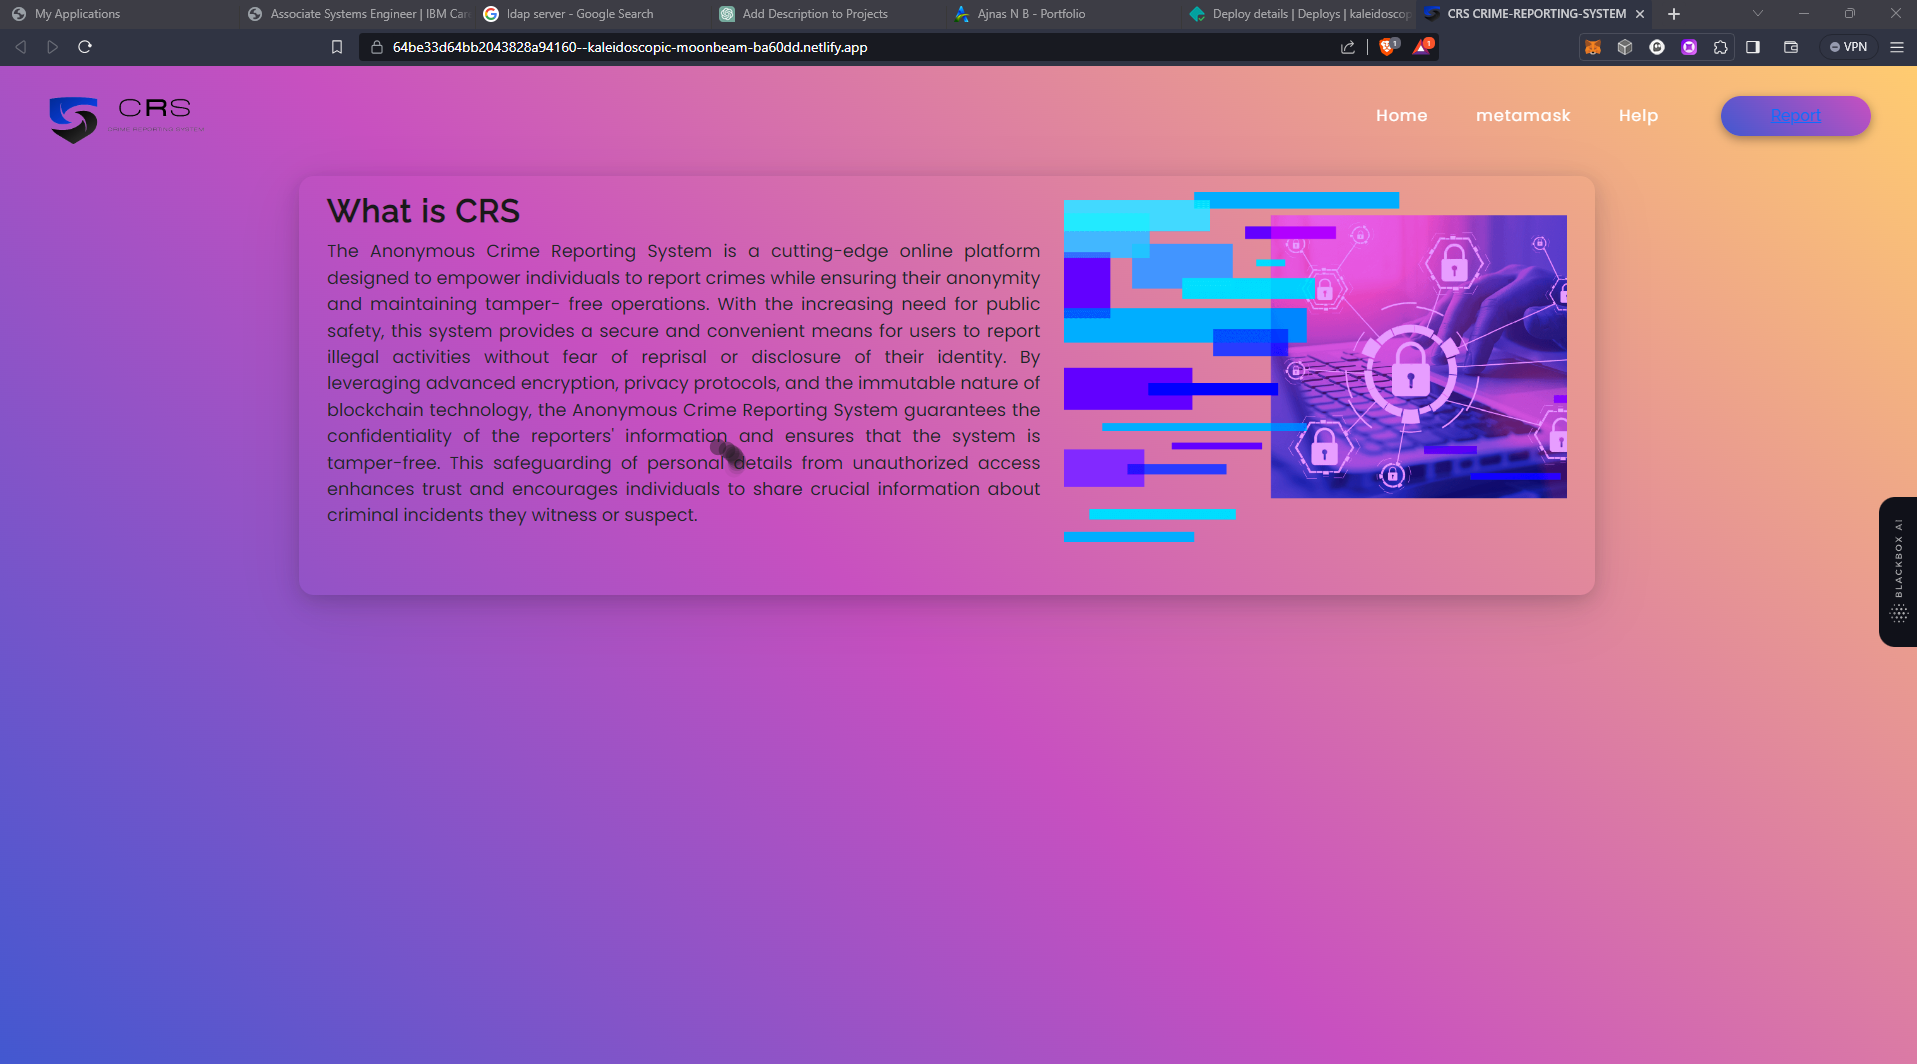 My Applications
Associate Systems Engineer | IBM Car
ldap server - Google Search
Add Description to Projects
Ajnas N B - Portfolio
Deploy details | Deploys | kaleidoscop
CRS CRIME-REPORTING-SYSTEM
64be33d64bb2043828a94160--kaleidoscopic-moonbeam-ba60dd.netlify.app
1
1
VPN
CRS
CRIME REPORTING SYSTEM
Home
metamask
Help
Report
What is CRS
The Anonymous Crime Reporting System is a cutting-edge online platform
designed to empower individuals to report crimes while ensuring their anonymity
and maintaining tamper- free operations. With the increasing need for public
safety, this system provides a secure and convenient means for users to report
illegal activities without fear of reprisal or disclosure of their identity. By
leveraging advanced encryption, privacy protocols, and the immutable nature of
blockchain technology, the Anonymous Crime Reporting System guarantees the
confidentiality of the reporters' information and ensures that the system is
tamper-free. This safeguarding of personal details from unauthorized access
enhances trust and encourages individuals to share crucial information about
criminal incidents they witness or suspect.
BLACKBOX AI